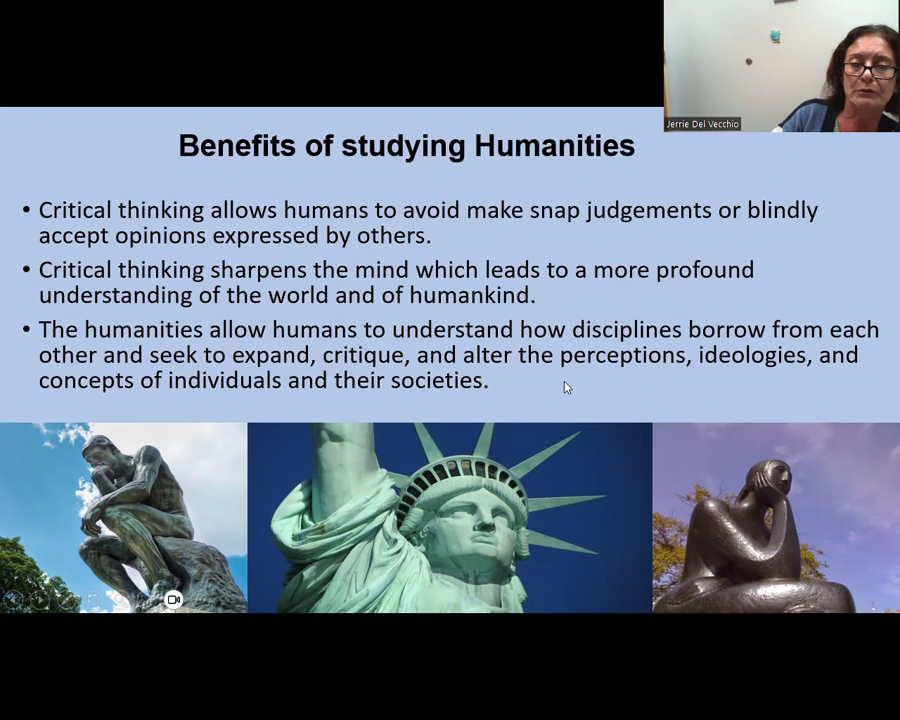 Jerrie Del Vecchio
Benefits of studying Humanities
• Critical thinking allows humans to avoid make snap judgements or blindly
accept opinions expressed by others.
• Critical thinking sharpens the mind which leads to a more profound
understanding of the world and of humankind.
• The humanities allow humans to understand how disciplines borrow from each
other and seek to expand, critique, and alter the perceptions, ideologies, and
concepts of individuals and their societies.